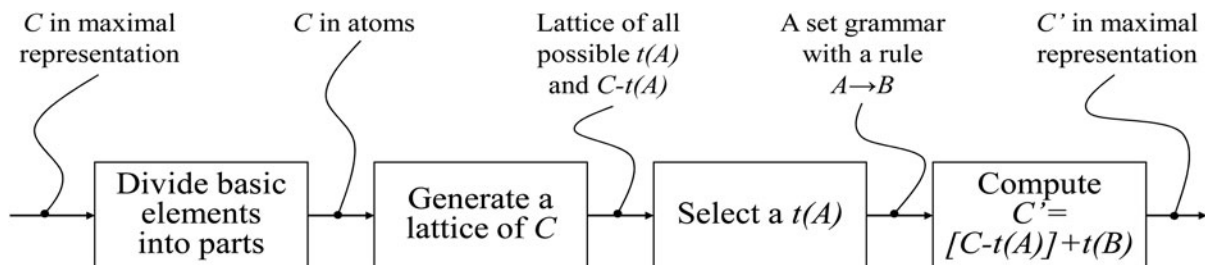 C in maximal
representation
C in atoms
Lattice of all
possible t(A)
and C-t(A)
A set grammar
with a rule
A→B
C’ in maximal
representation
Divide basic
elements
into parts
Generate a
lattice of C
Select a t(A)
Compute
C’=
[C-t(A)]+t(B)